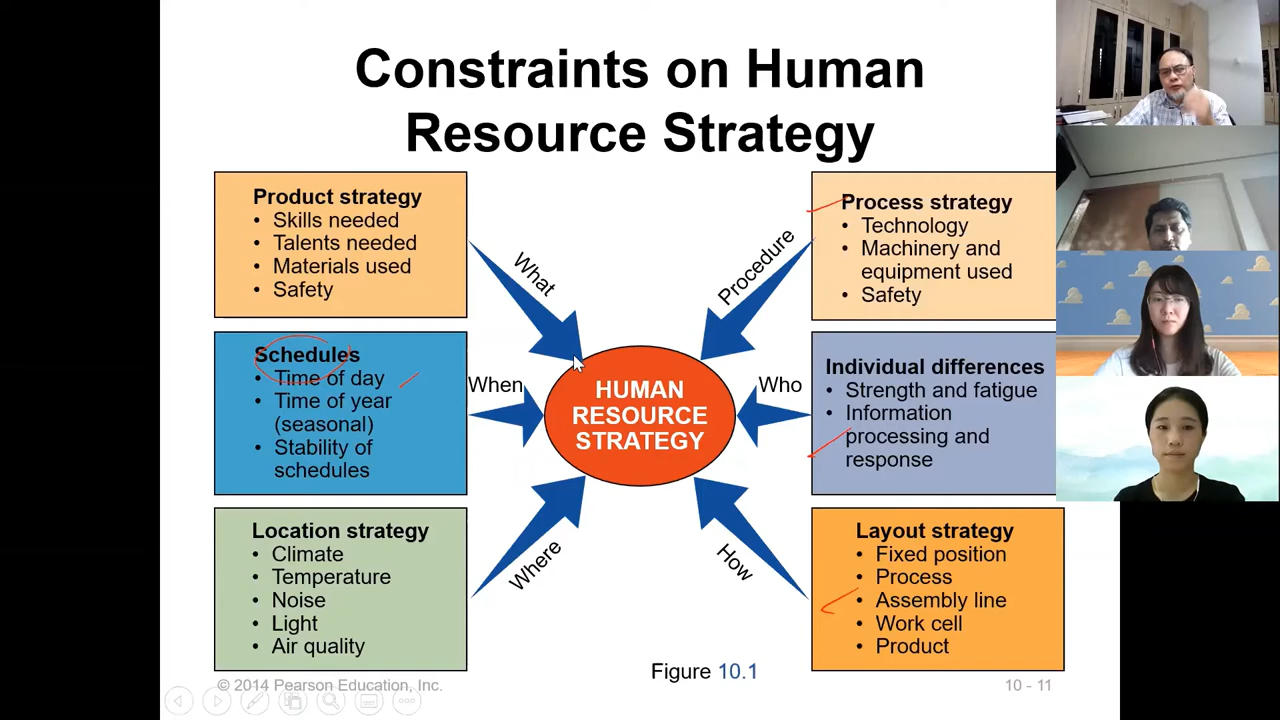 Constraints on Human
Resource Strategy
Product strategy
• Skills needed
• Talents needed
• Materials used
• Safety
What
Schedules
• Time of day
• Time of year
(seasonal)
• Stability of
schedules
When
Location strategy
• Climate
• Temperature
• Noise
• Light
• Air quality
Where
HUMAN
RESOURCE
STRATEGY
Process strategy
• Technology
• Machinery and
equipment used
• Safety
Procedure
Individual differences
• Strength and fatigue
• Information
processing and
response
Who
Layout strategy
• Fixed position
• Process
• Assembly line
• Work cell
• Product
How
Figure 10.1
© 2014 Pearson Education, Inc.
10 - 11